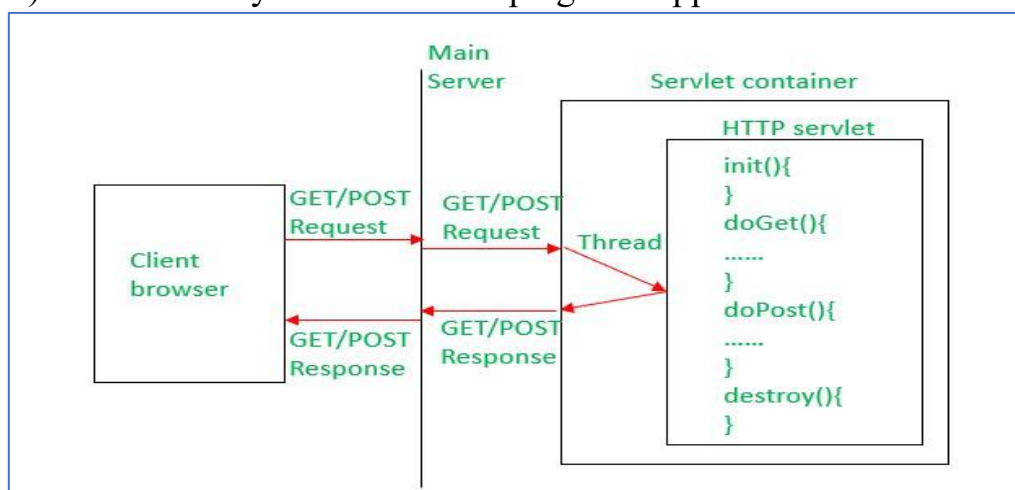 Main
Server
Servlet container
HTTP servlet
init(){
}
doGet(){
......
}
doPost(){
......
}
destroy(){
}
GET/POST
Request
GET/POST
Request
Thread
Client
browser
GET/POST
Response
GET/POST
Response